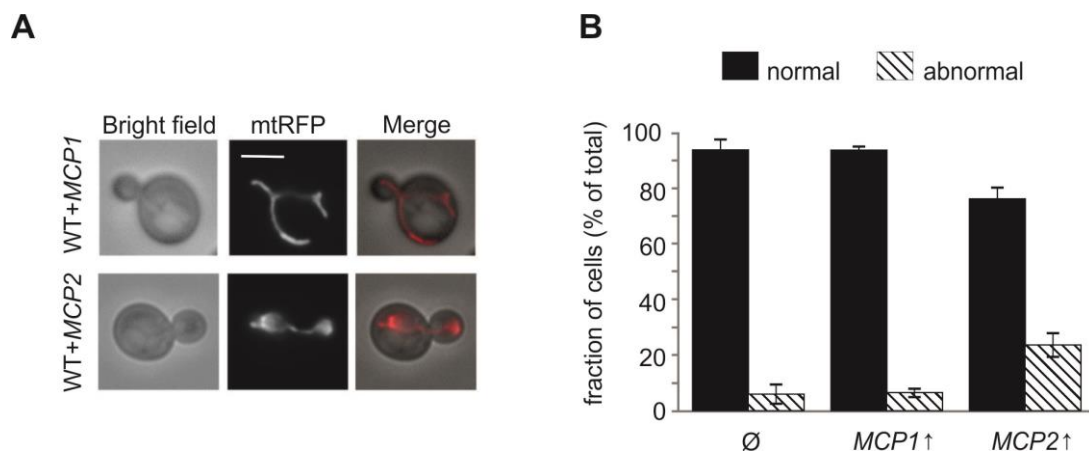 A
Bright field mtRFP Merge
WT+MCP1
WT+MCP2
B
normal abnormal
fraction of cells (% of total)
100
80
60
40
20
0
Ø MCP1↑ MCP2↑